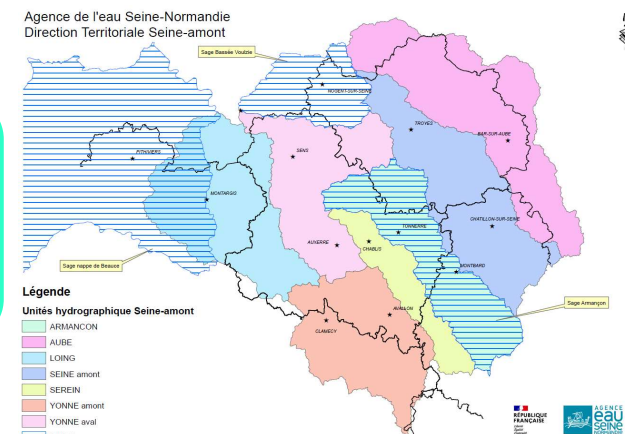 Agence de l'eau Seine-Normandie
Direction Territoriale Seine-amont
Sage Bassée Voulzie
NOGENT-SUR-SEINE
TROYES
BAR-SUR-AUBE
PITHIVIERS
SENS
MONTARGIS
CHATILLON-SUR-SEINE
TONNERRE
AUXERRE
CHABLIS
MONTBARD
Sage nappe de Beauce
Sage Armançon
AVALLON
CLAMECY
Légende
Unités hydrographique Seine-amont
ARMANCON
AUBE
LOING
SEINE amont
SEREIN
YONNE amont
YONNE aval
RÉPUBLIQUE
FRANÇAISE
Liberté
Égalité
Fraternité
AGENCE
eau
SEINE
NORMANDIE